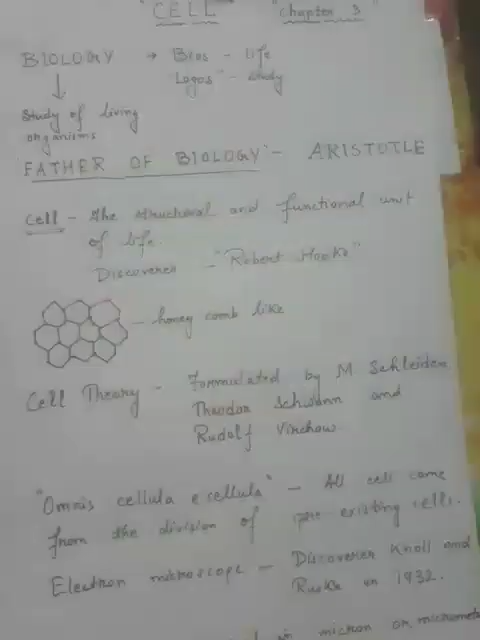 "CELL" "Chapter 3"
BIOLOGY → Bios - life
"Logos" - study
Study of living
organisms
"FATHER OF BIOLOGY" - ARISTOTLE
Cell - the structural and functional unit
of life.
Discoverer - "Robert Hooke"
- honey comb like
Cell Theory - Formulated by M Schleiden
Theodor Schwann and
Rudolf Virchow
"Omnis cellula e cellula" - All cell come
from the division of pre existing cells.
Electron microscope - Discoverer Knoll and
Ruska in 1932.
in micron or micromete